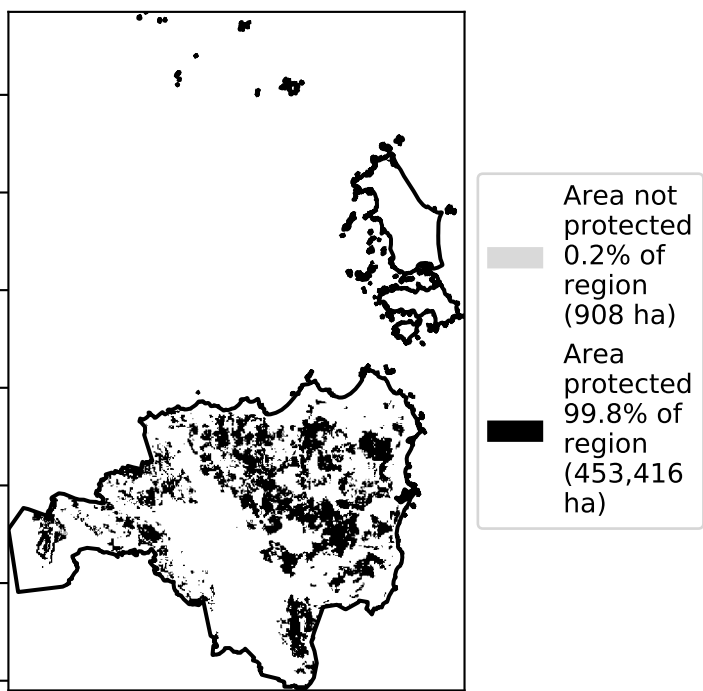 Area not
protected
0.2% of
region
(908 ha)
Area
protected
99.8% of
region
(453,416
ha)